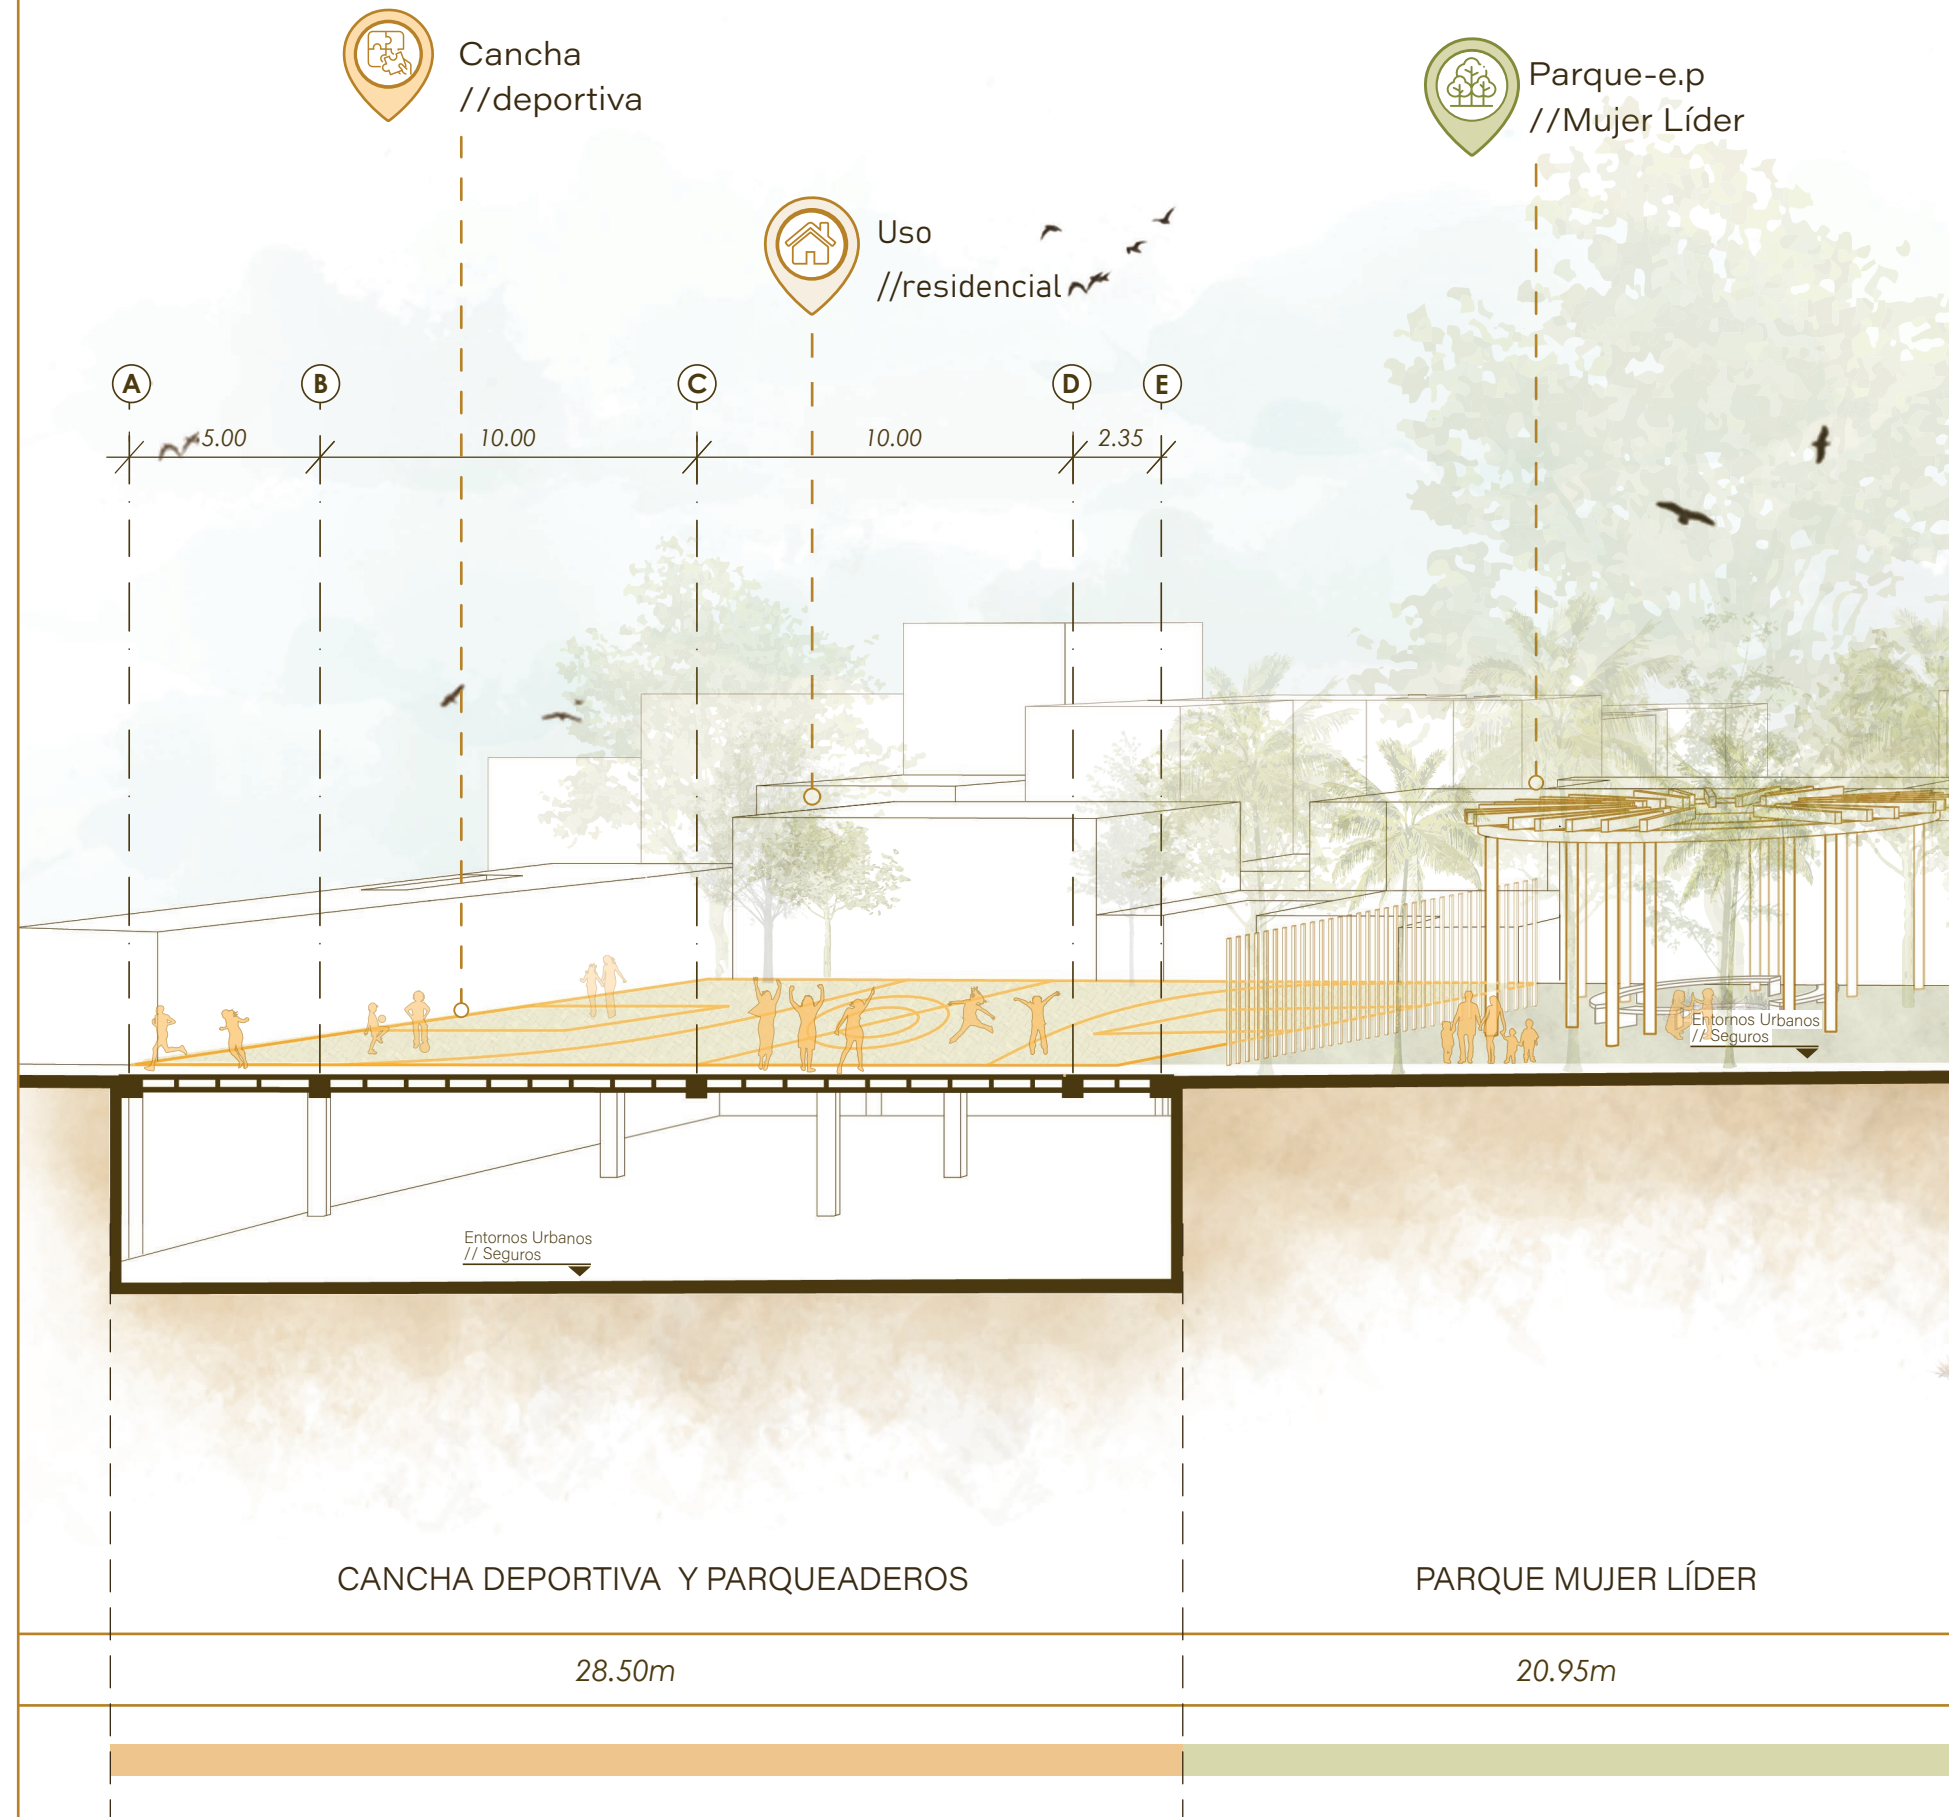 Cancha
//deportiva
Parque-e.p
//Mujer Líder
Uso
//residencial
A B C D E
5.00 10.00 10.00 2.35
Entornos Urbanos
// Seguros
Entornos Urbanos
// Seguros
CANCHA DEPORTIVA Y PARQUEADEROS
PARQUE MUJER LÍDER
28.50m
20.95m